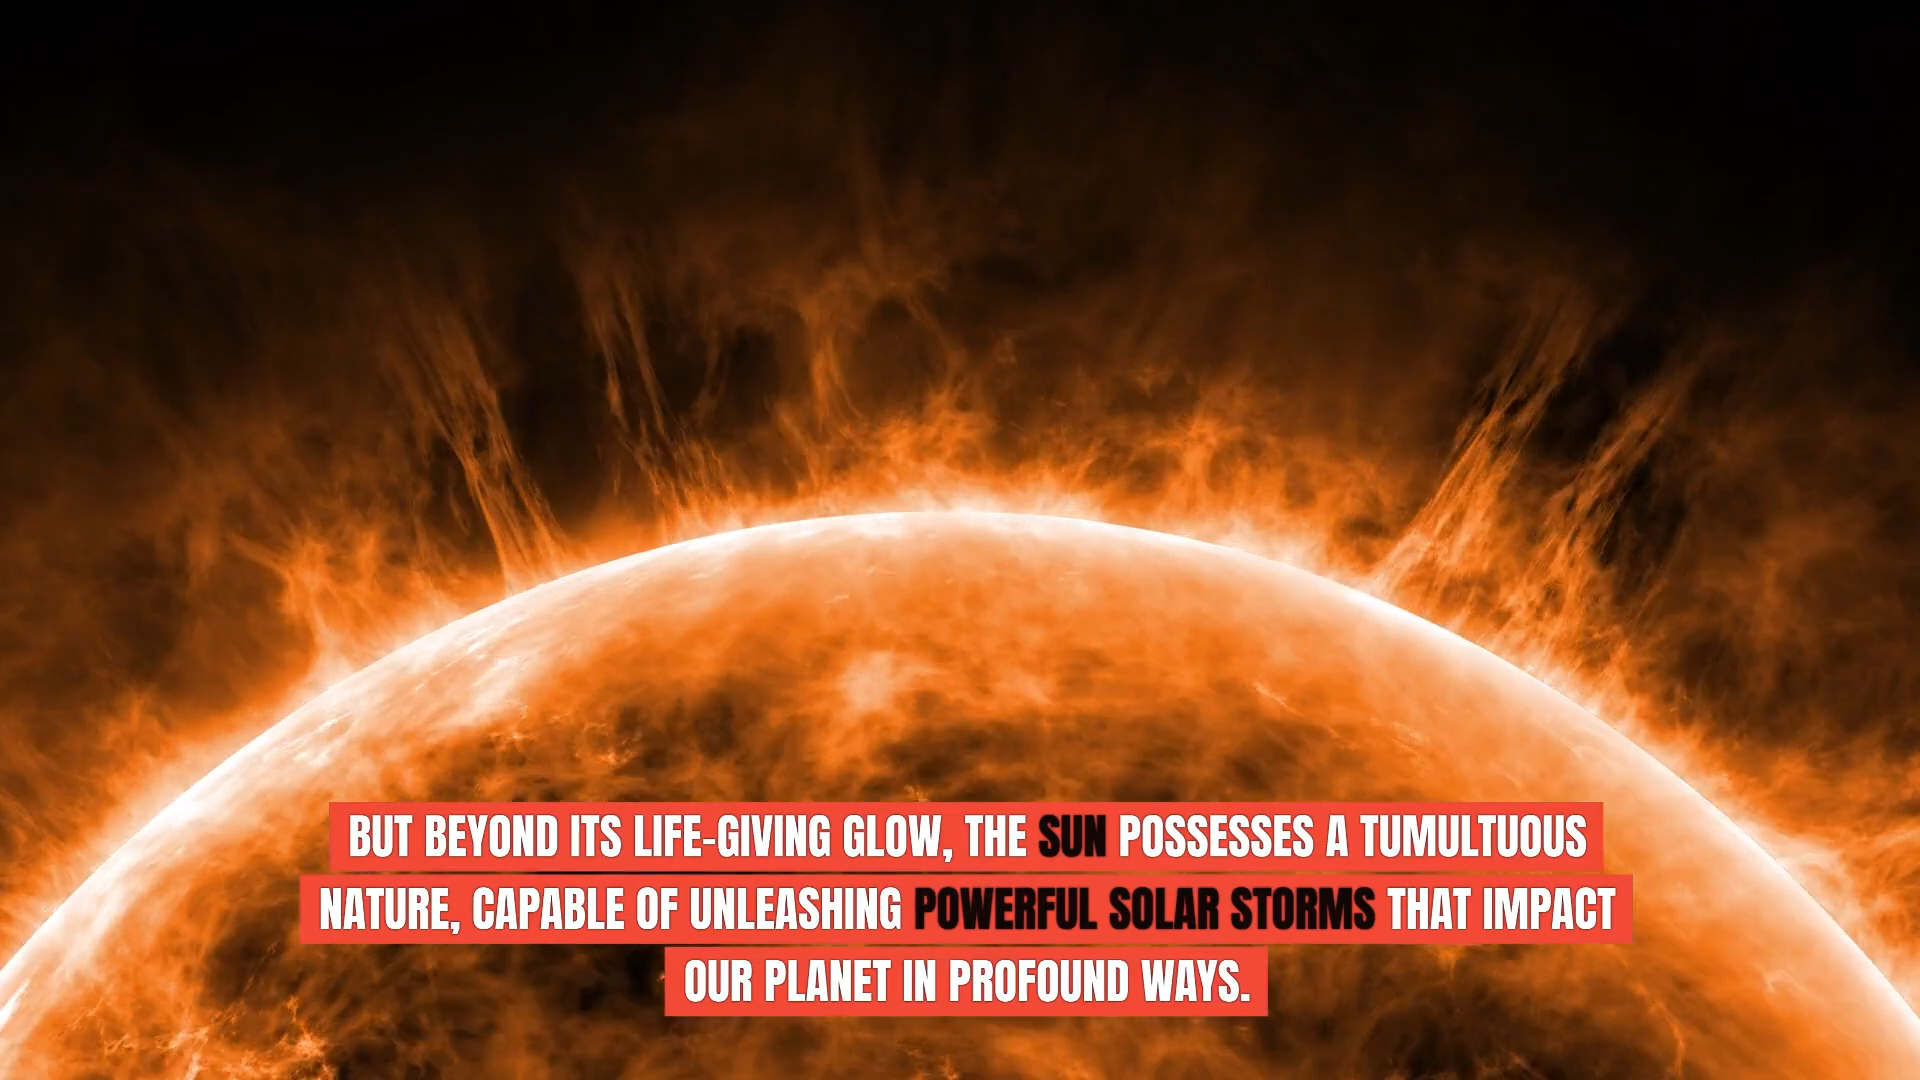 BUT BEYOND ITS LIFE-GIVING GLOW, THE SUN POSSESSES A TUMULTUOUS
NATURE, CAPABLE OF UNLEASHING POWERFUL SOLAR STORMS THAT IMPACT
OUR PLANET IN PROFOUND WAYS.